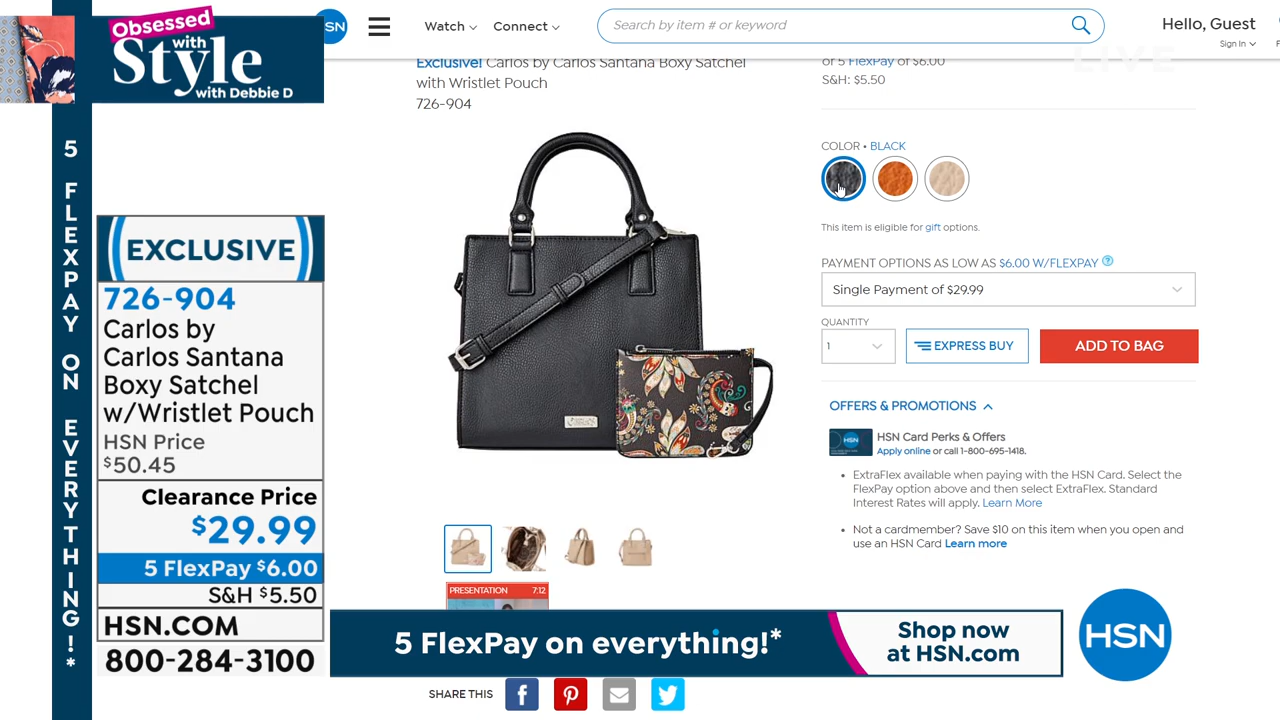 Obsessed
with
Style
with Debbie D
5 FLEXPAY ON EVERYTHING!*
EXCLUSIVE
726-904
Carlos by
Carlos Santana
Boxy Satchel
w/Wristlet Pouch
HSN Price
$50.45
Clearance Price
$29.99
5 FlexPay $6.00
S&H $5.50
HSN.COM
800-284-3100
Watch
Connect
Search by item # or keyword
Hello, Guest
Sign In
LIVE
Exclusive! Carlos by Carlos Santana Boxy Satchel
with Wristlet Pouch
726-904
or 5 FlexPay of $6.00
S&H: $5.50
COLOR • BLACK
This item is eligible for gift options.
PAYMENT OPTIONS AS LOW AS $6.00 W/FLEXPAY ?
Single Payment of $29.99
QUANTITY
1
EXPRESS BUY
ADD TO BAG
OFFERS & PROMOTIONS
HSN
HSN Card Perks & Offers
Apply online or call 1-800-695-1418.
• ExtraFlex available when paying with the HSN Card. Select the
FlexPay option above and then select ExtraFlex. Standard
Interest Rates will apply. Learn More
• Not a cardmember? Save $10 on this item when you open and
use an HSN Card Learn more
PRESENTATION 7:12
5 FlexPay on everything!*
Shop now
at HSN.com
HSN
SHARE THIS